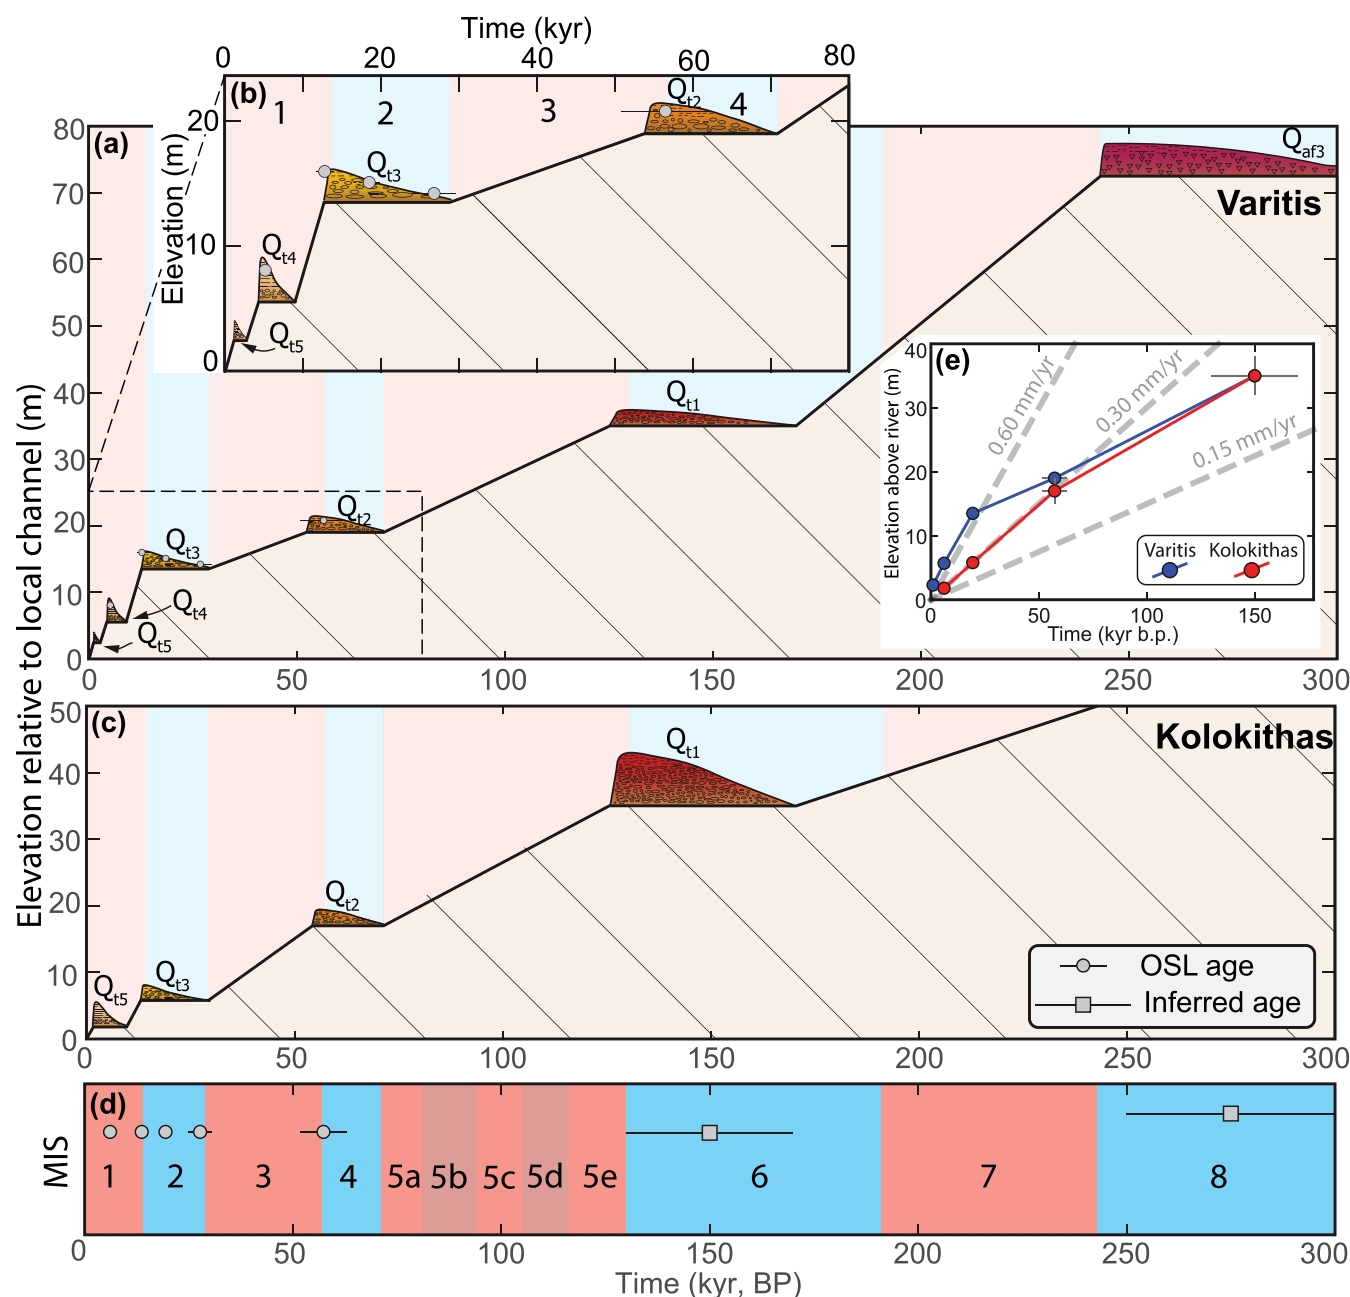 Time (kyr)
0 20 40 60 80
(b)
1 2 3 4
Qt2
Qt3
Qt4
Qt5
20
10
0
Elevation (m)
(a)
80
70
60
50
40
30
20
10
0
Qaf3
Varitis
Qt1
Qt2
Qt3
Qt4
Qt5
0 50 100 150 200 250 300
(e)
40
30
20
10
0
Elevation above river (m)
0.60 mm/yr
0.30 mm/yr
0.15 mm/yr
Varitis Kolokithas
0 50 100 150
Time (kyr b.p.)
Elevation relative to local channel (m)
(c)
50
40
30
20
10
0
Kolokithas
Qt1
Qt2
Qt3
Qt5
OSL age
Inferred age
0 50 100 150 200 250 300
(d)
MIS
1 2 3 4 5a 5b 5c 5d 5e 6 7 8
0 50 100 150 200 250 300
Time (kyr, BP)